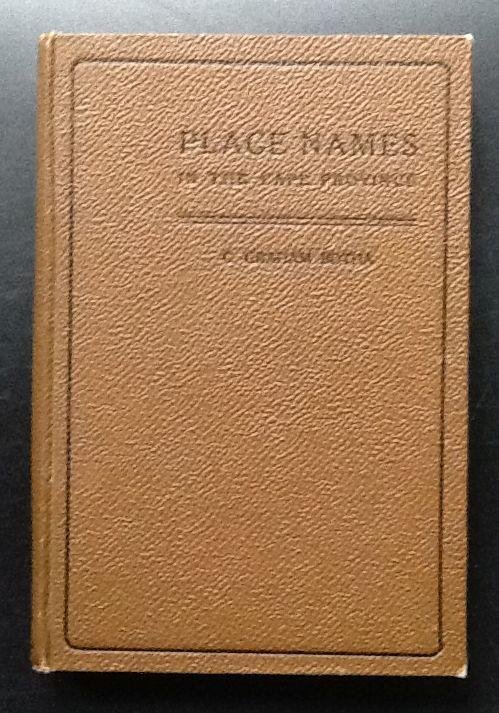 PLACE NAMES
IN THE CAPE PROVINCE
C. GRAHAM BOTHA